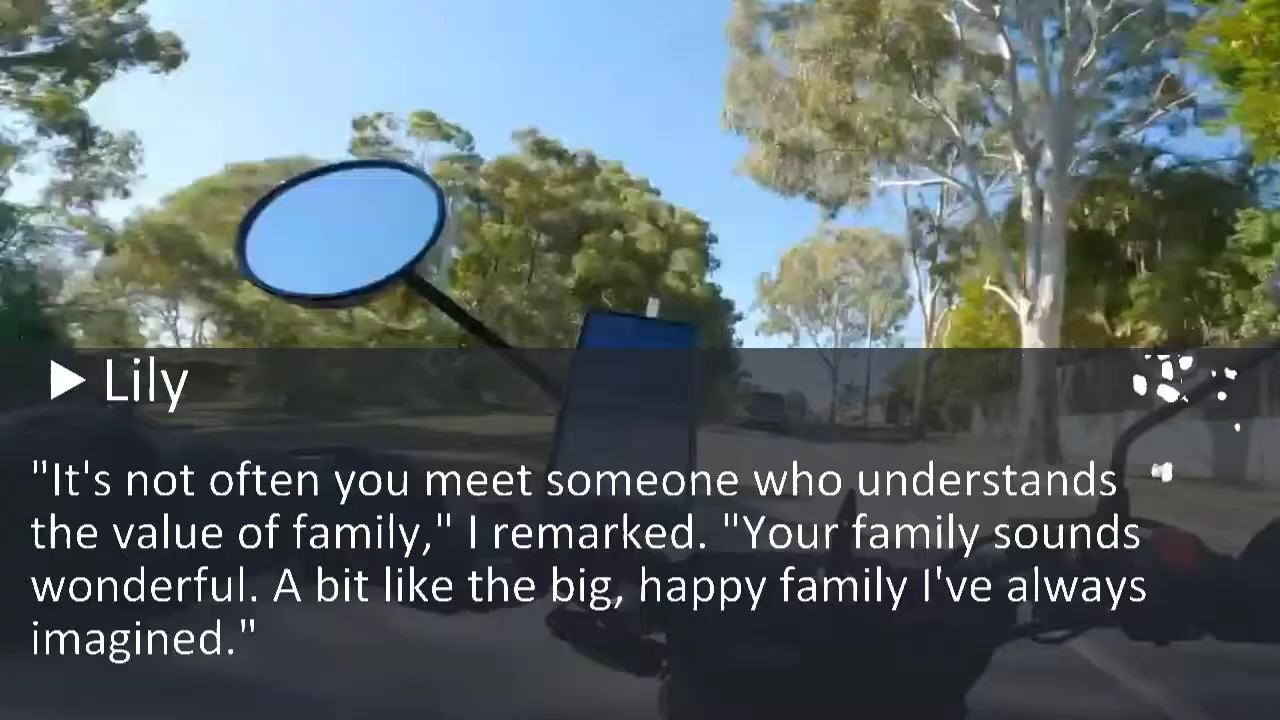 Lily
"It's not often you meet someone who understands
the value of family," I remarked. "Your family sounds
wonderful. A bit like the big, happy family I've always
imagined."